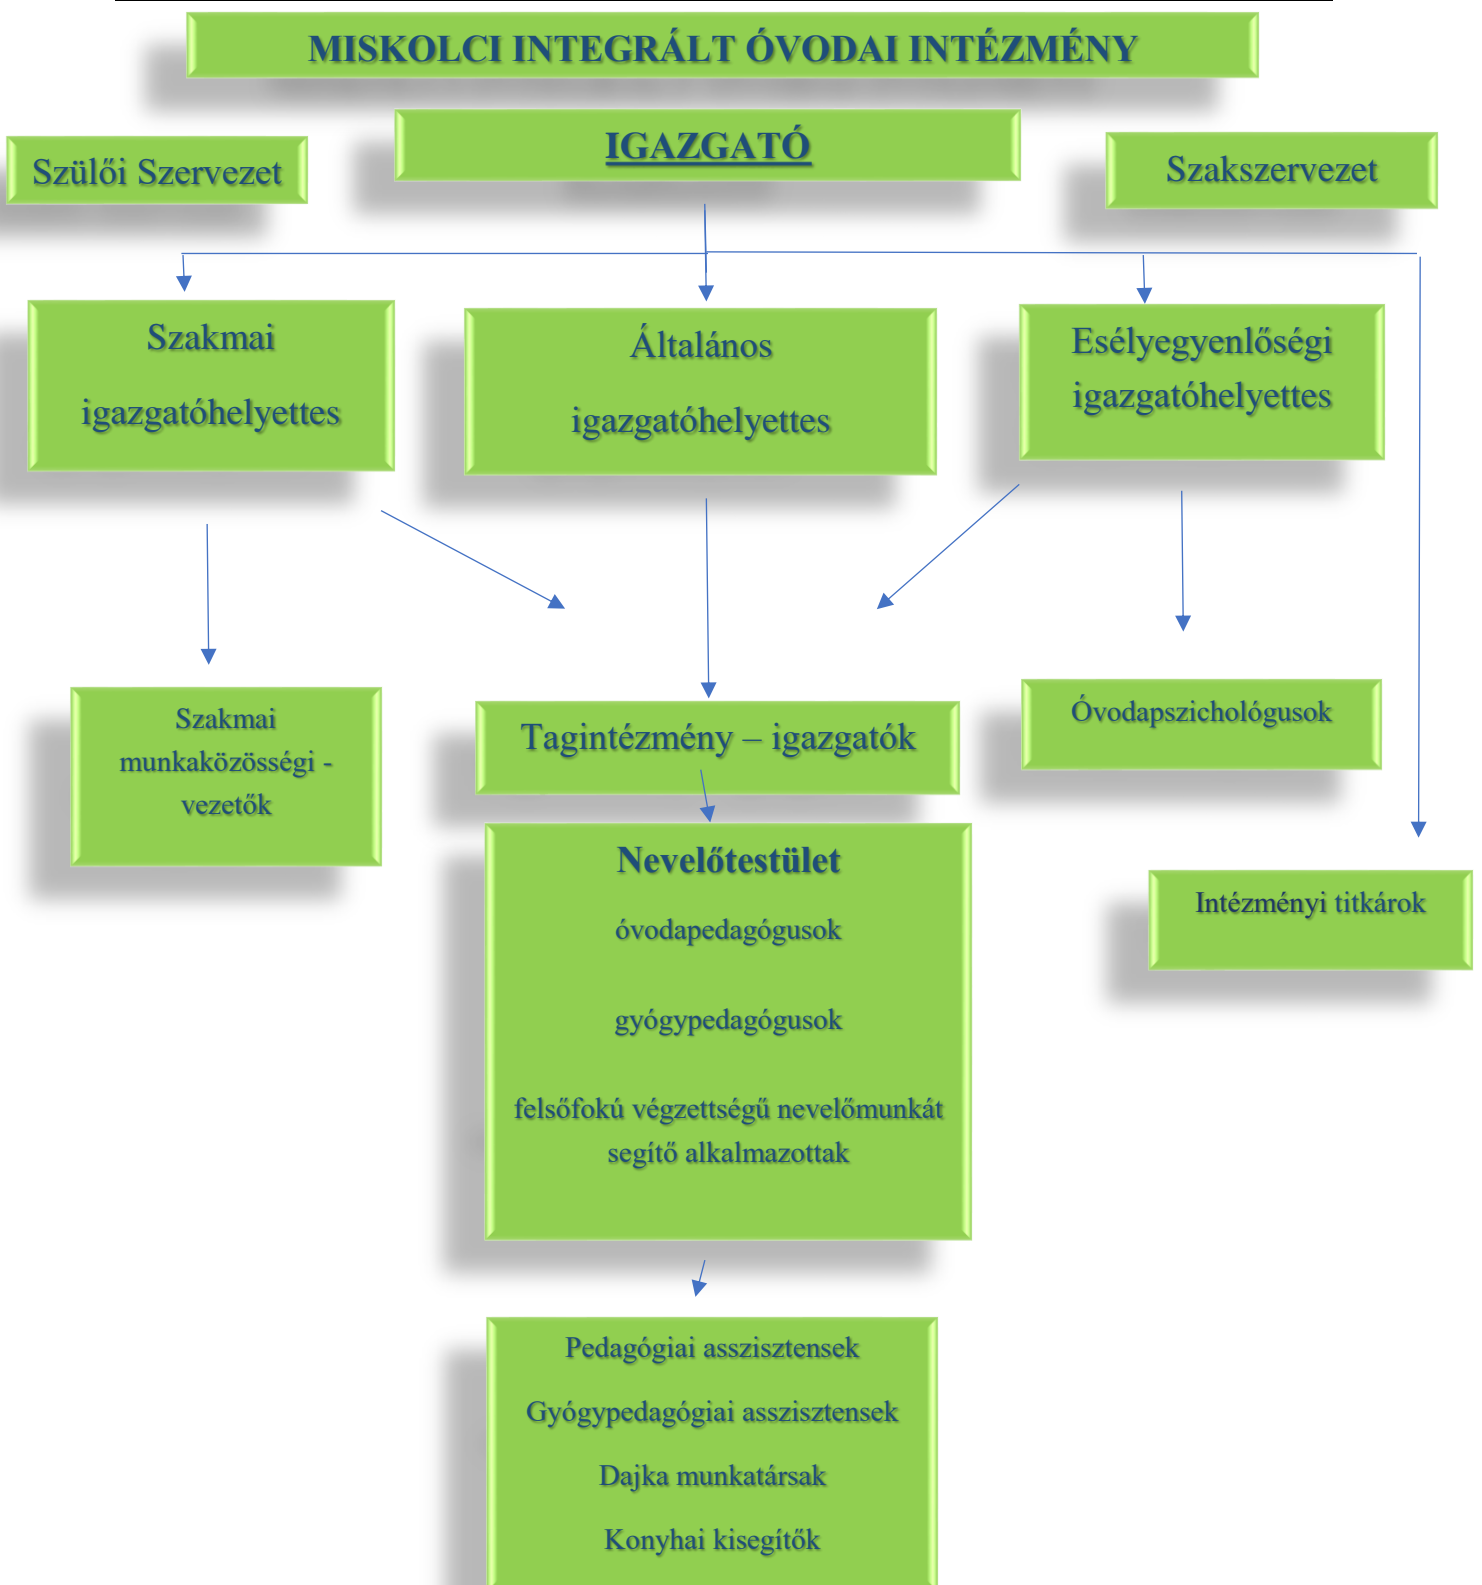 MISKOLCI INTEGRÁLT ÓVODAI INTÉZMÉNY
IGAZGATÓ
Szülői Szervezet
Szakszervezet
Szakmai
igazgatóhelyettes
Általános
igazgatóhelyettes
Esélyegyenlőségi
igazgatóhelyettes
Szakmai
munkaközösségi -
vezetők
Tagintézmény – igazgatók
Óvodapszichológusok
Nevelőtestület
óvodapedagógusok
gyógypedagógusok
felsőfokú végzettségű nevelőmunkát
segítő alkalmazottak
Intézményi titkárok
Pedagógiai asszisztensek
Gyógypedagógiai asszisztensek
Dajka munkatársak
Konyhai kisegítők